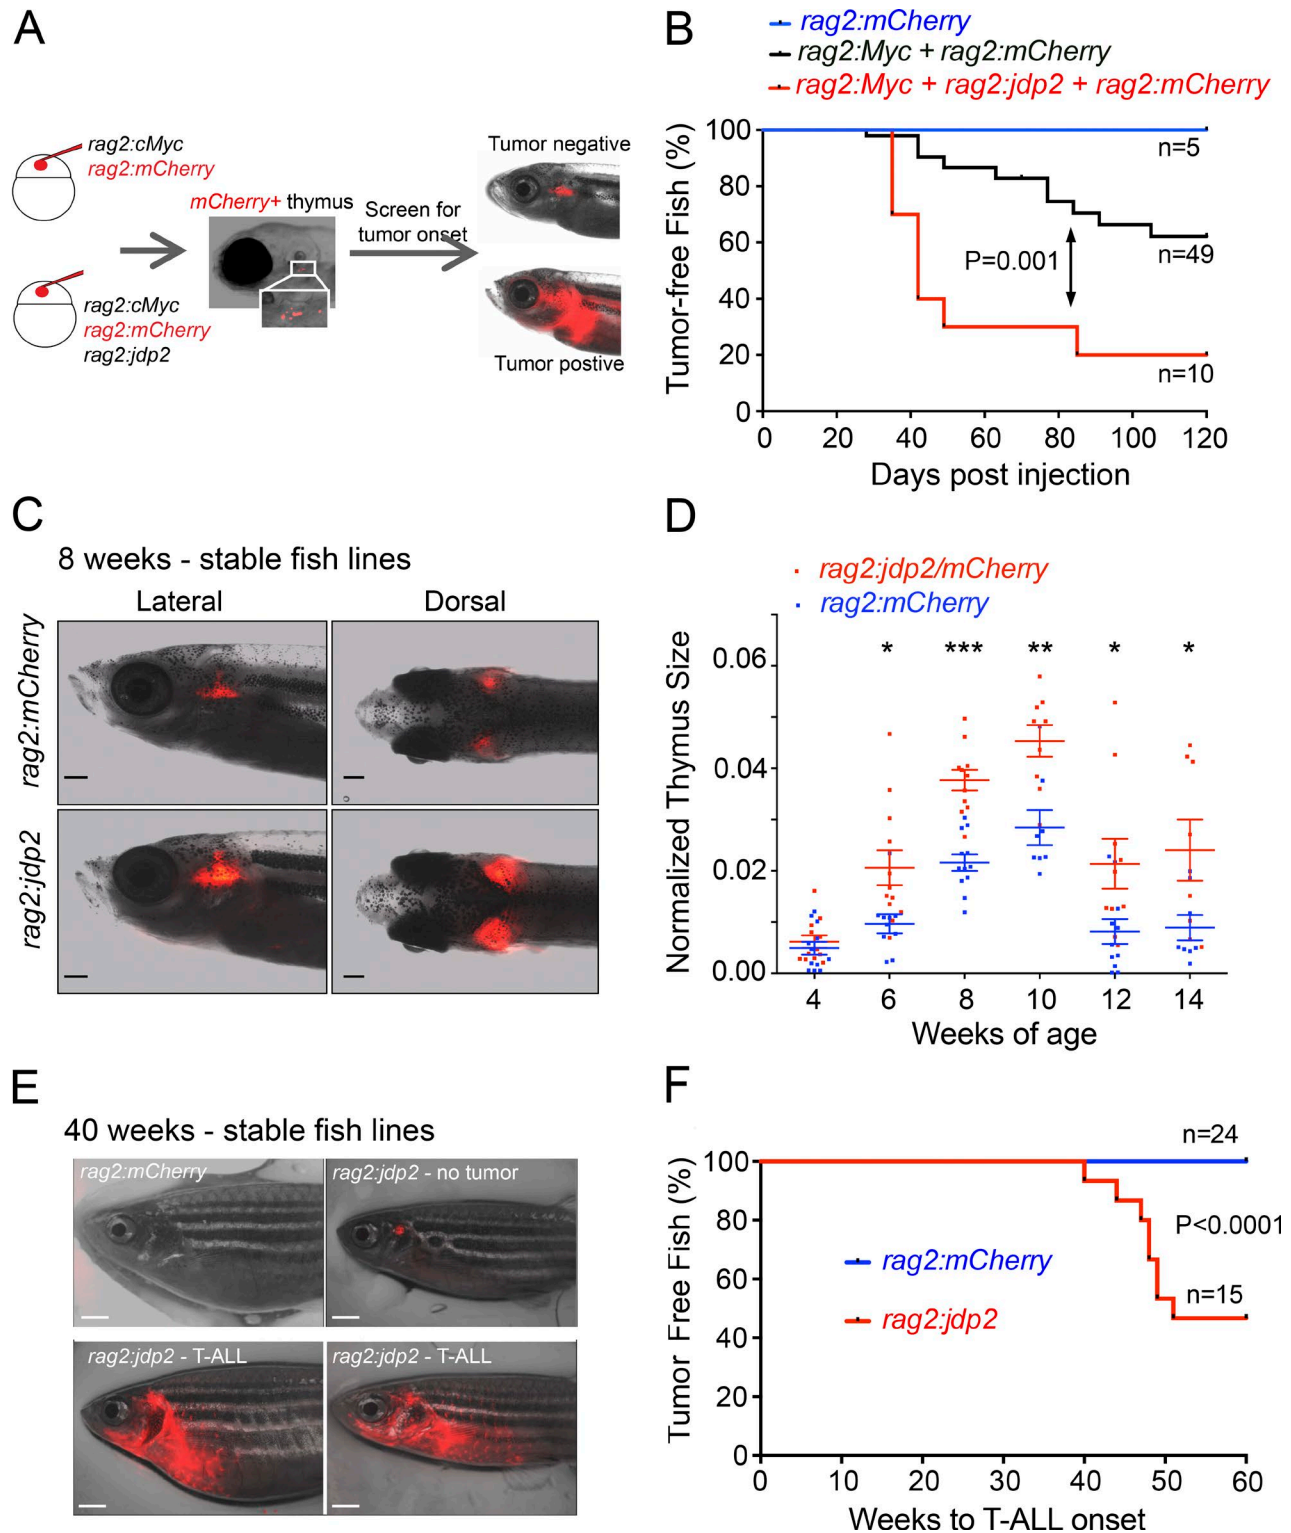 A
rag2:cMyc
rag2:mCherry
mCherry+ thymus
Screen for
tumor onset
Tumor negative
rag2:cMyc
rag2:mCherry
rag2:jdp2
Tumor postive
B
rag2:mCherry
rag2:Myc + rag2:mCherry
rag2:Myc + rag2:jdp2 + rag2:mCherry
Tumor-free Fish (%)
100
80
60
40
20
0
n=5
n=49
P=0.001
n=10
0 20 40 60 80 100 120
Days post injection
C
8 weeks - stable fish lines
Lateral Dorsal
rag2:mCherry
rag2:jdp2
D
rag2:jdp2/mCherry
rag2:mCherry
Normalized Thymus Size
* *** ** * *
0.06
0.04
0.02
0.00
4 6 8 10 12 14
Weeks of age
E
40 weeks - stable fish lines
rag2:mCherry
rag2:jdp2 - no tumor
rag2:jdp2 - T-ALL
rag2:jdp2 - T-ALL
F
n=24
Tumor Free Fish (%)
100
80
60
40
20
0
P<0.0001
rag2:mCherry
n=15
rag2:jdp2
0 10 20 30 40 50 60
Weeks to T-ALL onset